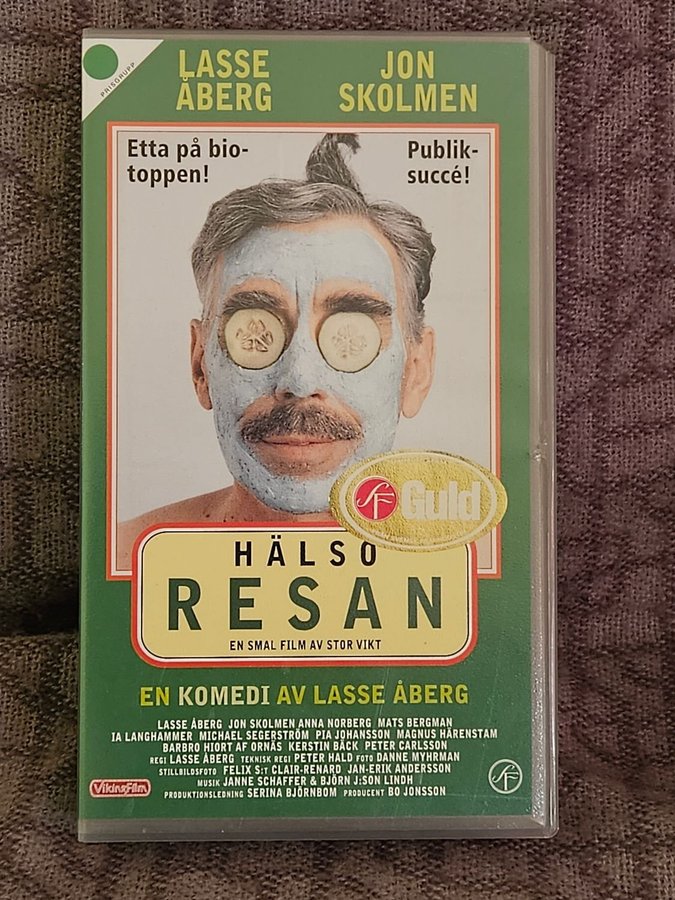 PRISGRUPP
LASSE JON
ÅBERG SKOLMEN
Etta på bio-
toppen!
Publik-
succé!
SF Guld
HÄLSO
RESAN
EN SMAL FILM AV STOR VIKT
EN KOMEDI AV LASSE ÅBERG
LASSE ÅBERG JON SKOLMEN ANNA NORBERG MATS BERGMAN
IA LANGHAMMER MICHAEL SEGERSTRÖM PIA JOHANSSON MAGNUS HÄRENSTAM
BARBRO HIORT AF ORNÄS KERSTIN BÄCK PETER CARLSSON
REGI LASSE ÅBERG TEKNISK REGI PETER HALD FOTO DANNE MYHRMAN
STILLBILDSFOTO FELIX S:T CLAIR-RENARD JAN-ERIK ANDERSSON
MUSIK JANNE SCHAFFER & BJÖRN J:SON LINDH
PRODUKTIONSLEDNING SERINA BJÖRNBOM PRODUCENT BO JONSSON
VikingFilm
SF